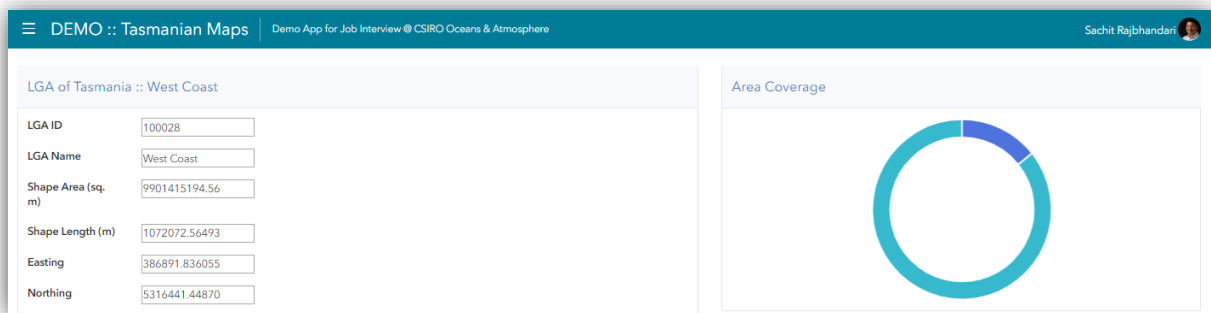 DEMO :: Tasmanian Maps
Demo App for Job Interview @ CSIRO Oceans & Atmosphere
Sachit Rajbhandari
LGA of Tasmania :: West Coast
Area Coverage
LGA ID
100028
LGA Name
West Coast
Shape Area (sq.
m)
9901415194.56
Shape Length (m)
1072072.56493
Easting
386891.836055
Northing
5316441.44870